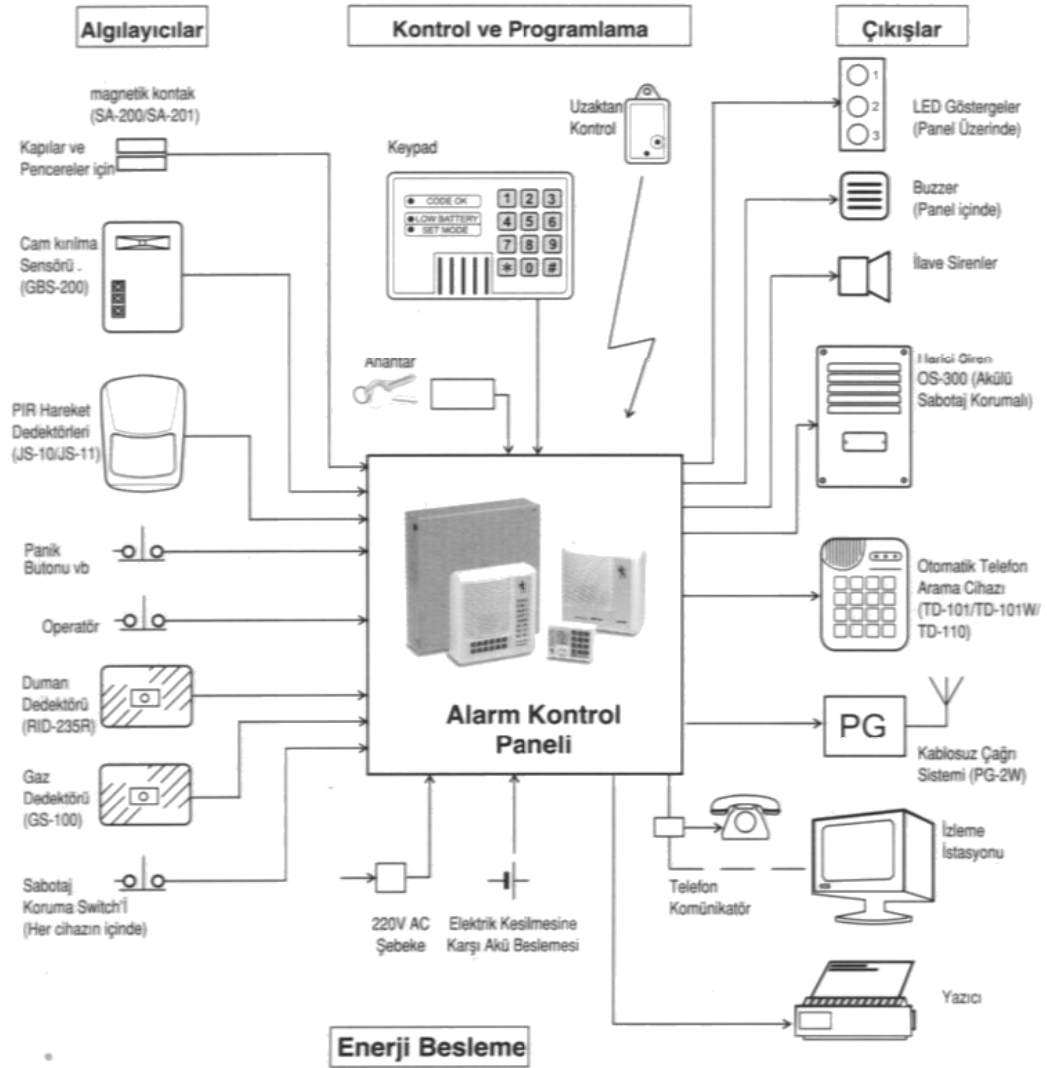 Algılayıcılar
Kontrol ve Programlama
Çıkışlar
magnetik kontak
(SA-200/SA-201)
Kapılar ve
Pencereler için
Cam kırılma
Sensörü .
(GBS-200)
PIR Hareket
Dedektörleri
(JS-10/JS-11)
Panik
Butonu vb
Operatör
Duman
Dedektörü
(RID-235R)
Gaz
Dedektörü
(GS-100)
Sabotaj
Koruma Switch'İ
(Her cihazın içinde)
Keypad
CODE OK
LOW BATTERY
SET MODE
1 2 3
4 5 6
7 8 9
* 0 #
Uzaktan
Kontrol
Anahtar
Alarm Kontrol
Paneli
220V AC
Şebeke
Elektrik Kesilmesine
Karşı Akü Beslemesi
Enerji Besleme
1
2
3
LED Göstergeler
(Panel Üzerinde)
Buzzer
(Panel içinde)
İlave Sirenler
Harici Siren
OS-300 (Akülü
Sabotaj Korumalı)
Otomatik Telefon
Arama Cihazı
(TD-101/TD-101W/
TD-110)
PG
Kablosuz Çağrı
Sistemi (PG-2W)
İzleme
İstasyonu
Telefon
Komünikatör
Yazıcı